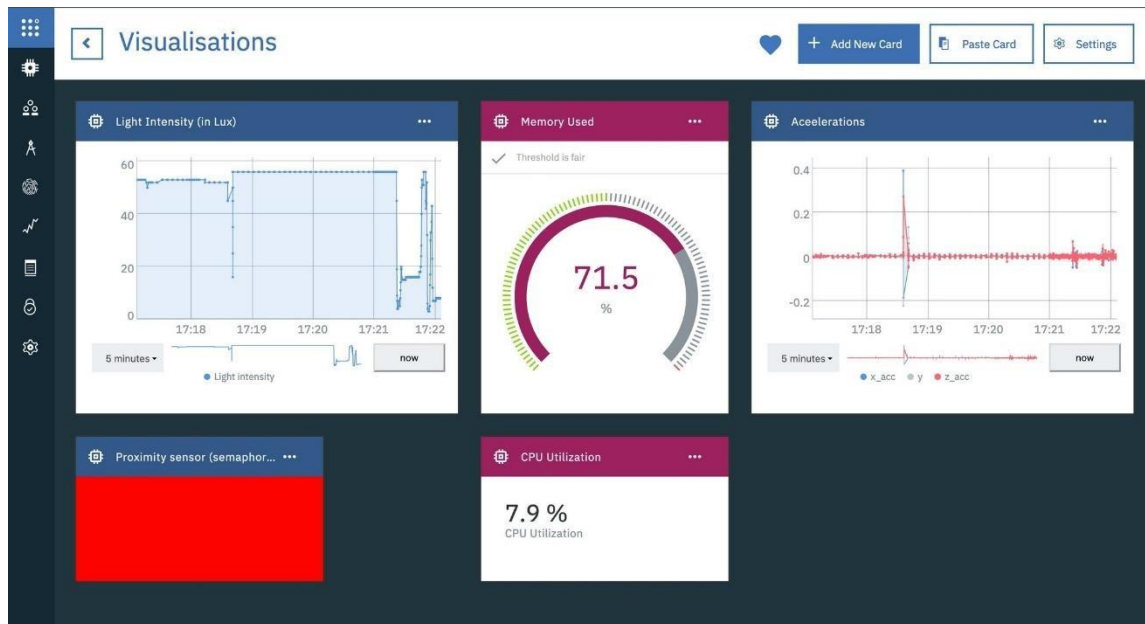 Visualisations
+ Add New Card
Paste Card
Settings
Light Intensity (in Lux)
...
60
40
20
0
17:18 17:19 17:20 17:21 17:22
5 minutes
now
Light intensity
Memory Used
...
Threshold is fair
71.5
%
Aceelerations
...
0.4
0.2
0
-0.2
17:18 17:19 17:20 17:21 17:22
5 minutes
now
x_acc y z_acc
Proximity sensor (semaphor... ...
CPU Utilization
...
7.9 %
CPU Utilization